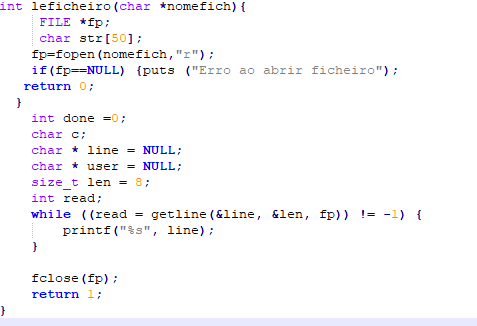 int leficheiro(char *nomefich){
FILE *fp;
char str[50];
fp=fopen(nomefich,"r");
if(fp==NULL) {puts ("Erro ao abrir ficheiro");
return 0;
}
int done =0;
char c;
char * line = NULL;
char * user = NULL;
size_t len = 8;
int read;
while ((read = getline(&line, &len, fp)) != -1) {
printf("%s", line);
}
fclose(fp);
return 1;
}